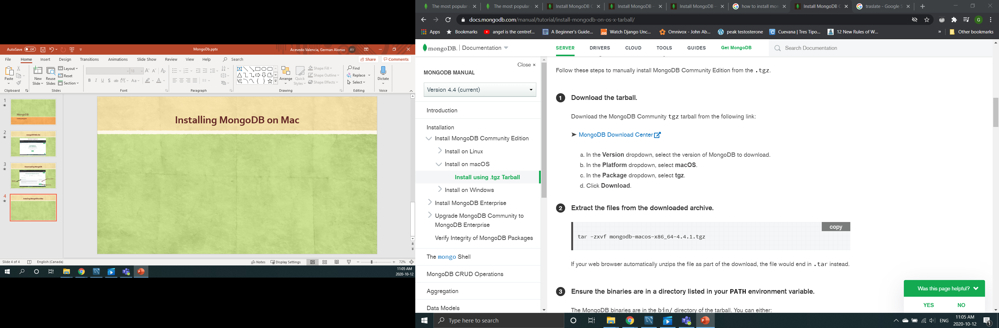 AutoSave Off
MongoDb.pptx
Acevedo Valencia, German Alonso AV
File Home Insert Design Transitions Animations Slide Show Review View Help Search
Share Comments
Paste
Clipboard
New Slide
Reuse Slides
Layout
Reset
Section
Slides
18
Font
Paragraph
Arrange
Quick Styles
Shape Fill
Shape Outline
Shape Effects
Drawing
Find
Replace
Select
Editing
Dictate
Voice
1
MongoDB
2
mongoDB Web site
3
Downloading MongoDB
4
Installing MongoDB on Mac
Installing MongoDB on Mac
Slide 4 of 4 English (Canada)
Notes Display Settings 72%
11:05 AM
2020-10-12
The most popular
The most popular
Install MongoDB C
Install MongoDB –
Install MongoDB –
how to install mon
Install MongoDB C
traslate - Google S
docs.mongodb.com/manual/tutorial/install-mongodb-on-os-x-tarball/
G
Apps
Bookmarks
angel is the centref...
A Beginner's Guide...
Watch Django Unc...
Omnivox - John Ab...
peak testosterone
Cuevana | Tres Tipo...
12 New Rules of W...
»
Other bookmarks
mongoDB. Documentation
SERVER DRIVERS CLOUD TOOLS GUIDES Get MongoDB
Search Documentation
Close ×
MONGODB MANUAL
Version 4.4 (current)
Introduction
Installation
Install MongoDB Community Edition
Install on Linux
Install on macOS
Install using .tgz Tarball
Install on Windows
Install MongoDB Enterprise
Upgrade MongoDB Community to
MongoDB Enterprise
Verify Integrity of MongoDB Packages
The mongo Shell
MongoDB CRUD Operations
Aggregation
Data Models
Follow these steps to manually install MongoDB Community Edition from the .tgz.
1 Download the tarball.
Download the MongoDB Community tgz tarball from the following link:
➤ MongoDB Download Center
a. In the Version dropdown, select the version of MongoDB to download.
b. In the Platform dropdown, select macOS.
c. In the Package dropdown, select tgz.
d. Click Download.
2 Extract the files from the downloaded archive.
copy
tar -zxvf mongodb-macos-x86_64-4.4.1.tgz
If your web browser automatically unzips the file as part of the download, the file would end in .tar instead.
3 Ensure the binaries are in a directory listed in your PATH environment variable.
The MongoDB binaries are in the bin/ directory of the tarball. You can either:
Was this page helpful?
YES NO
Type here to search
ENG
11:05 AM
2020-10-12
1